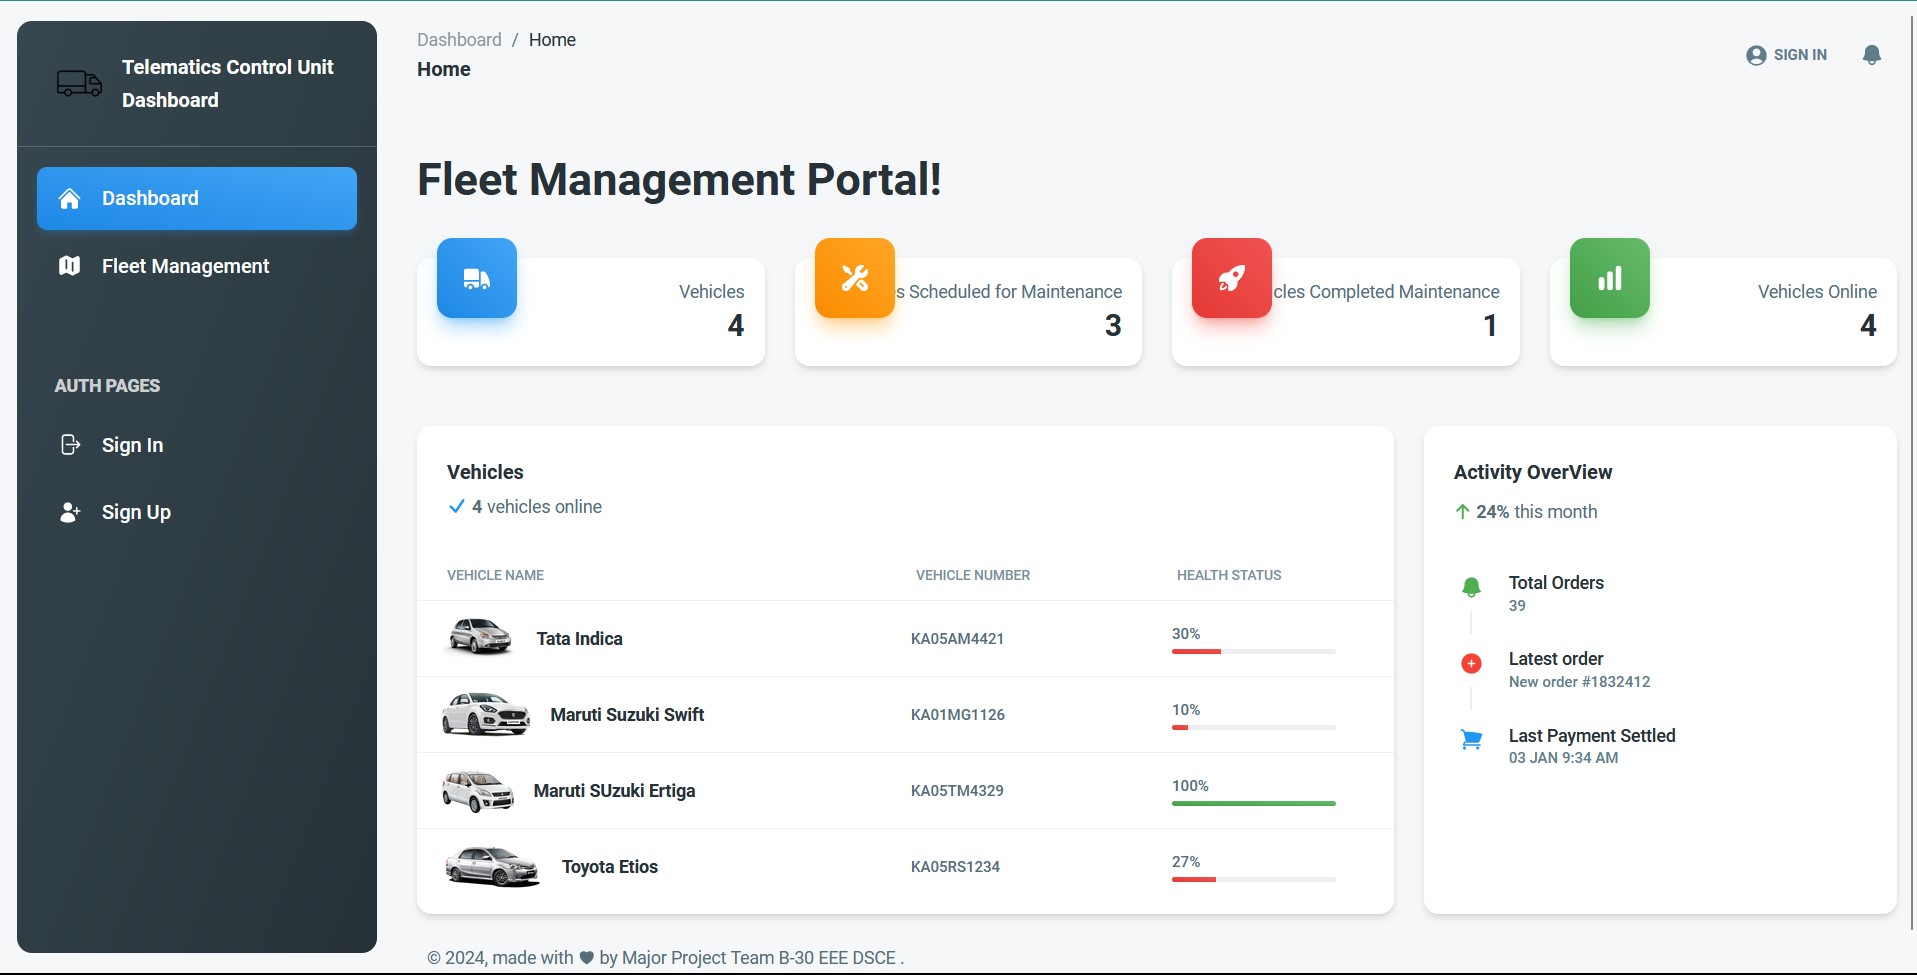 Telematics Control Unit
Dashboard
Dashboard
Fleet Management
AUTH PAGES
Sign In
Sign Up
Dashboard / Home
Home
SIGN IN
Fleet Management Portal!
Vehicles
4
s Scheduled for Maintenance
3
cles Completed Maintenance
1
Vehicles Online
4
Vehicles
4 vehicles online
VEHICLE NAME VEHICLE NUMBER HEALTH STATUS
Tata Indica KA05AM4421 30%
Maruti Suzuki Swift KA01MG1126 10%
Maruti SUzuki Ertiga KA05TM4329 100%
Toyota Etios KA05RS1234 27%
Activity OverView
24% this month
Total Orders
39
Latest order
New order #1832412
Last Payment Settled
03 JAN 9:34 AM
© 2024, made with by Major Project Team B-30 EEE DSCE .